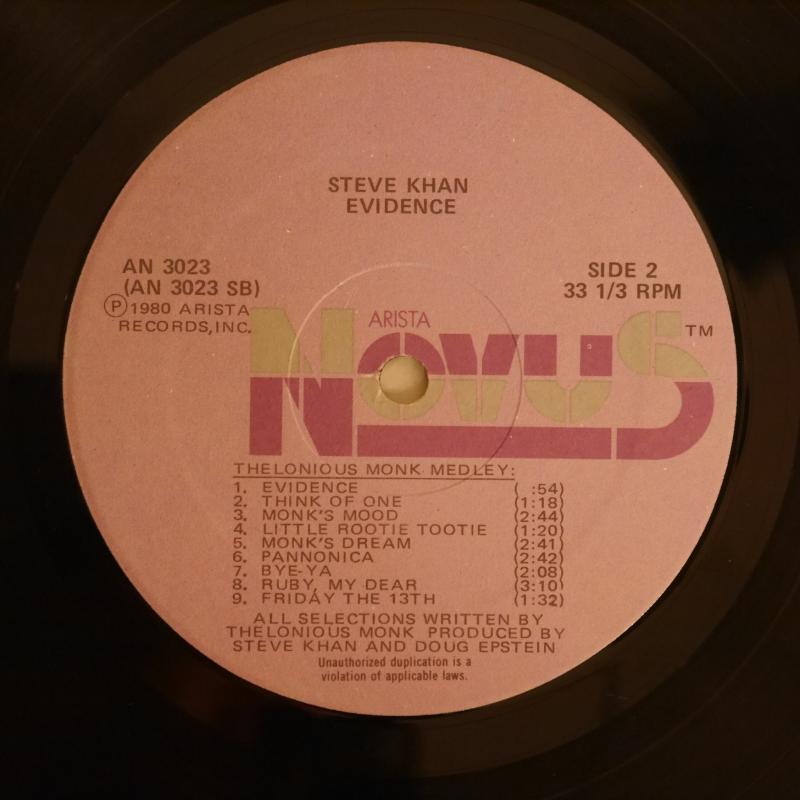 STEVE KHAN
EVIDENCE
AN 3023
(AN 3023 SB)
Ⓟ1980 ARISTA
RECORDS,INC.
SIDE 2
33 1/3 RPM
ARISTA
NOVUS™
THELONIOUS MONK MEDLEY:
1. EVIDENCE ( :54)
2. THINK OF ONE (1:18)
3. MONK'S MOOD (2:44)
4. LITTLE ROOTIE TOOTIE (1:20)
5. MONK'S DREAM (2:41)
6. PANNONICA (2:42)
7. BYE-YA (2:08)
8. RUBY, MY DEAR (3:10)
9. FRIDAY THE 13TH (1:32)
ALL SELECTIONS WRITTEN BY
THELONIOUS MONK PRODUCED BY
STEVE KHAN AND DOUG EPSTEIN
Unauthorized duplication is a
violation of applicable laws.